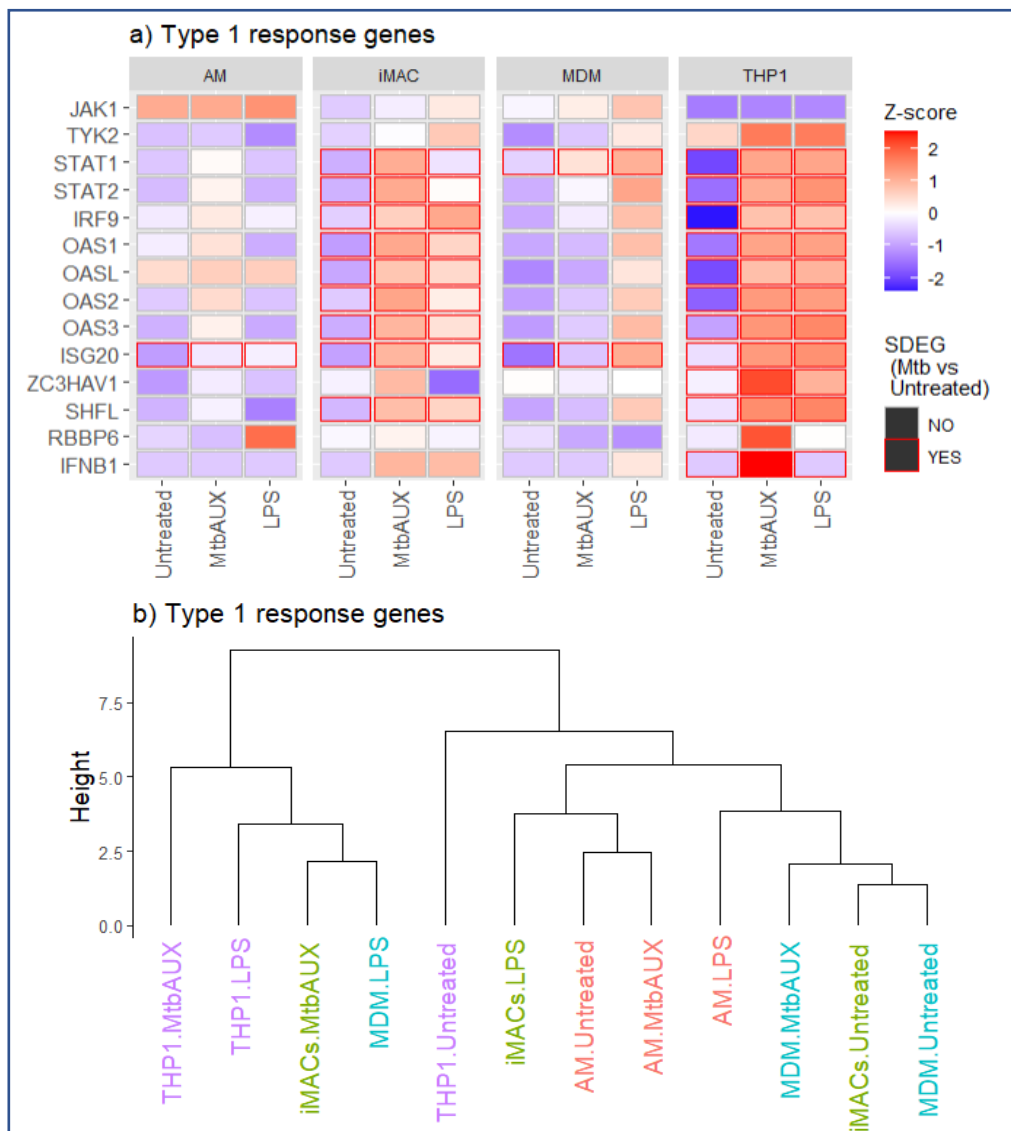 a) Type 1 response genes
AM
iMAC
MDM
THP1
JAK1
TYK2
STAT1
STAT2
IRF9
OAS1
OASL
OAS2
OAS3
ISG20
ZC3HAV1
SHFL
RBBP6
IFNB1
Untreated
MtbAUX
LPS
Untreated
MtbAUX
LPS
Untreated
MtbAUX
LPS
Untreated
MtbAUX
LPS
Z-score
2
1
0
-1
-2
SDEG
(Mtb vs
Untreated)
NO
YES
b) Type 1 response genes
Height
7.5
5.0
2.5
0.0
THP1.MtbAUX
THP1.LPS
iMACs.MtbAUX
MDM.LPS
THP1.Untreated
iMACs.LPS
AM.Untreated
AM.MtbAUX
AM.LPS
MDM.MtbAUX
iMACs.Untreated
MDM.Untreated